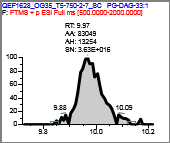 QEF1628_OG35_T5-750-2-7_SC PG-DAG-33:1
F: FTMS + p ESI Full ms [500.0000-2000.0000]
RT: 9.97
AA: 83049
AH: 13254
SN: 3.63E+016
100
80
60
40
20
0
9.88
10.09
9.8
10.0
10.2